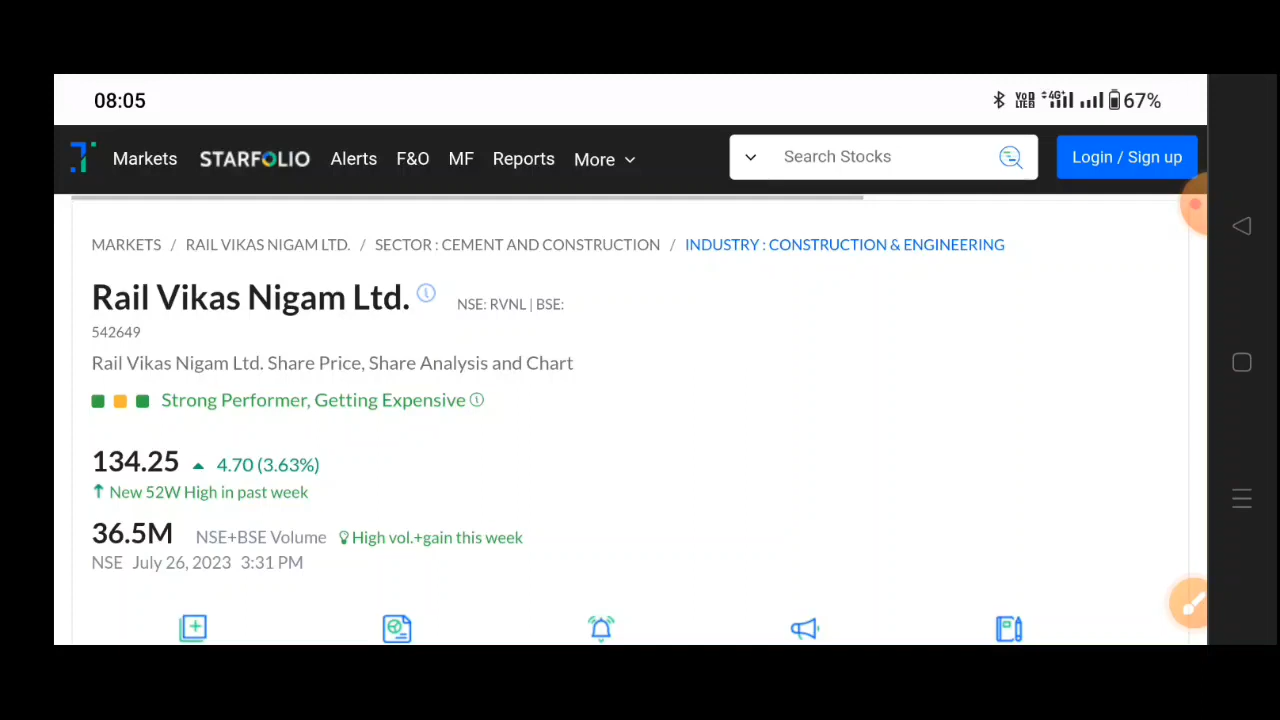 08:05 VoD LTEB 4G+ 67%
Markets STARFOLIO Alerts F&O MF Reports More Search Stocks Login / Sign up
MARKETS / RAIL VIKAS NIGAM LTD. / SECTOR : CEMENT AND CONSTRUCTION / INDUSTRY : CONSTRUCTION & ENGINEERING
Rail Vikas Nigam Ltd. NSE: RVNL | BSE:
542649
Rail Vikas Nigam Ltd. Share Price, Share Analysis and Chart
Strong Performer, Getting Expensive
134.25 4.70 (3.63%)
New 52W High in past week
36.5M NSE+BSE Volume High vol.+gain this week
NSE July 26, 2023 3:31 PM